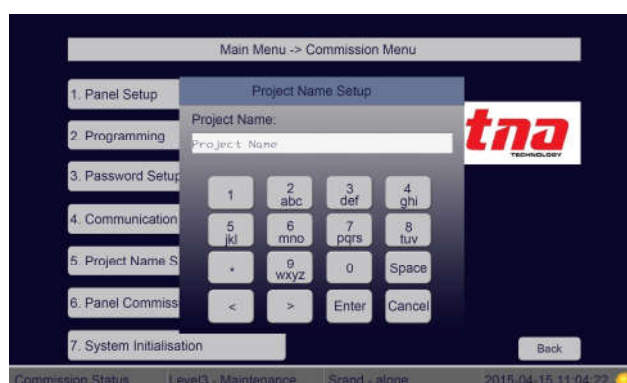 Main Menu -> Commission Menu
1. Panel Setup
Project Name Setup
2. Programming
Project Name:
Project Name
tna
TECHNOLOGY
3. Password Setup
1
2
abc
3
def
4
ghi
4. Communication
5
jkl
6
mno
7
pqrs
8
tuv
5. Project Name S
*
9
wxyz
0
Space
6. Panel Commiss
<
>
Enter
Cancel
7. System Initialisation
Back
Commission Status Level3 - Maintenance Srand - alone 2015-04-15 11:04:22